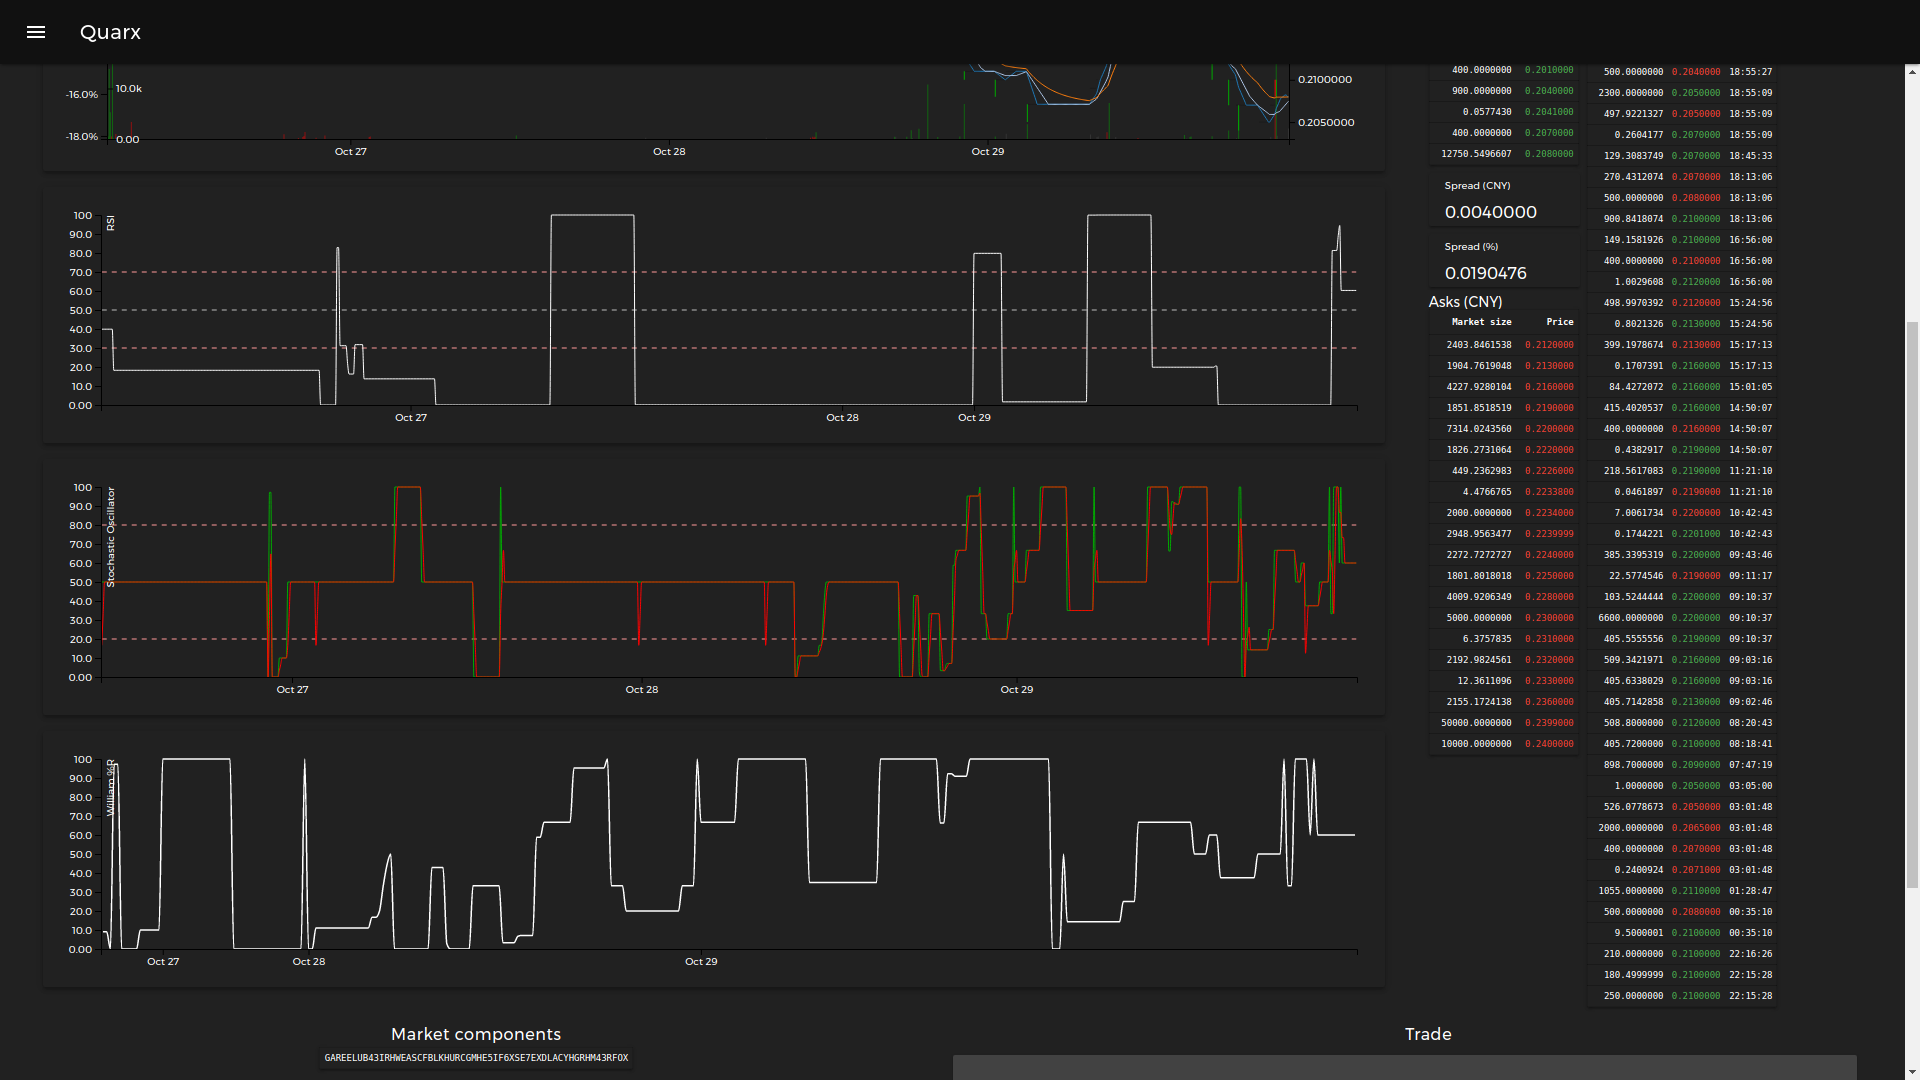 Quarx
-16.0%
10.0k
0.2100000
-18.0%
0.00
0.2050000
Oct 27 Oct 28 Oct 29
RSI
100
90.0
80.0
70.0
60.0
50.0
40.0
30.0
20.0
10.0
0.00
Oct 27 Oct 28 Oct 29
Stochastic Oscillator
100
90.0
80.0
70.0
60.0
50.0
40.0
30.0
20.0
10.0
0.00
Oct 27 Oct 28 Oct 29
William %R
100
90.0
80.0
70.0
60.0
50.0
40.0
30.0
20.0
10.0
0.00
Oct 27 Oct 28 Oct 29
400.0000000 0.2010000
900.0000000 0.2040000
0.0577430 0.2041000
400.0000000 0.2070000
12750.5496607 0.2080000
Spread (CNY)
0.0040000
Spread (%)
0.0190476
Asks (CNY)
Market size Price
2403.8461538 0.2120000
1904.7619048 0.2130000
4227.9280104 0.2160000
1851.8518519 0.2190000
7314.0243560 0.2200000
1826.2731064 0.2220000
449.2362983 0.2226000
4.4766765 0.2233800
2000.0000000 0.2234000
2948.9563477 0.2239999
2272.7272727 0.2240000
1801.8018018 0.2250000
4009.9206349 0.2280000
5000.0000000 0.2300000
6.3757835 0.2310000
2192.9824561 0.2320000
12.3611096 0.2330000
2155.1724138 0.2360000
50000.0000000 0.2399000
10000.0000000 0.2400000
500.0000000 0.2040000 18:55:27
2300.0000000 0.2050000 18:55:09
497.9221327 0.2050000 18:55:09
0.2604177 0.2070000 18:55:09
129.3083749 0.2070000 18:45:33
270.4312074 0.2070000 18:13:06
500.0000000 0.2080000 18:13:06
900.8418074 0.2100000 18:13:06
149.1581926 0.2100000 16:56:00
400.0000000 0.2100000 16:56:00
1.0029608 0.2120000 16:56:00
498.9970392 0.2120000 15:24:56
0.8021326 0.2130000 15:24:56
399.1978674 0.2130000 15:17:13
0.1707391 0.2160000 15:17:13
84.4272072 0.2160000 15:01:05
415.4020537 0.2160000 14:50:07
400.0000000 0.2160000 14:50:07
0.4382917 0.2190000 14:50:07
218.5617083 0.2190000 11:21:10
0.0461897 0.2190000 11:21:10
7.0061734 0.2200000 10:42:43
0.1744221 0.2201000 10:42:43
385.3395319 0.2200000 09:43:46
22.5774546 0.2190000 09:11:17
103.5244444 0.2200000 09:10:37
6600.0000000 0.2200000 09:10:37
405.5555556 0.2190000 09:10:37
509.3421971 0.2160000 09:03:16
405.6338029 0.2160000 09:03:16
405.7142858 0.2130000 09:02:46
508.8000000 0.2120000 08:20:43
405.7200000 0.2100000 08:18:41
898.7000000 0.2090000 07:47:19
1.0000000 0.2050000 03:05:00
526.0778673 0.2050000 03:01:48
2000.0000000 0.2065000 03:01:48
400.0000000 0.2070000 03:01:48
0.2400924 0.2071000 03:01:48
1055.0000000 0.2110000 01:28:47
500.0000000 0.2080000 00:35:10
9.5000001 0.2100000 00:35:10
210.0000000 0.2100000 22:16:26
180.4999999 0.2100000 22:15:28
250.0000000 0.2100000 22:15:28
Market components
GAREELUB43IRHWEASCFBLKHURCGMHE5IF6XSE7EXDLACYHGRHM43RFOX
Trade